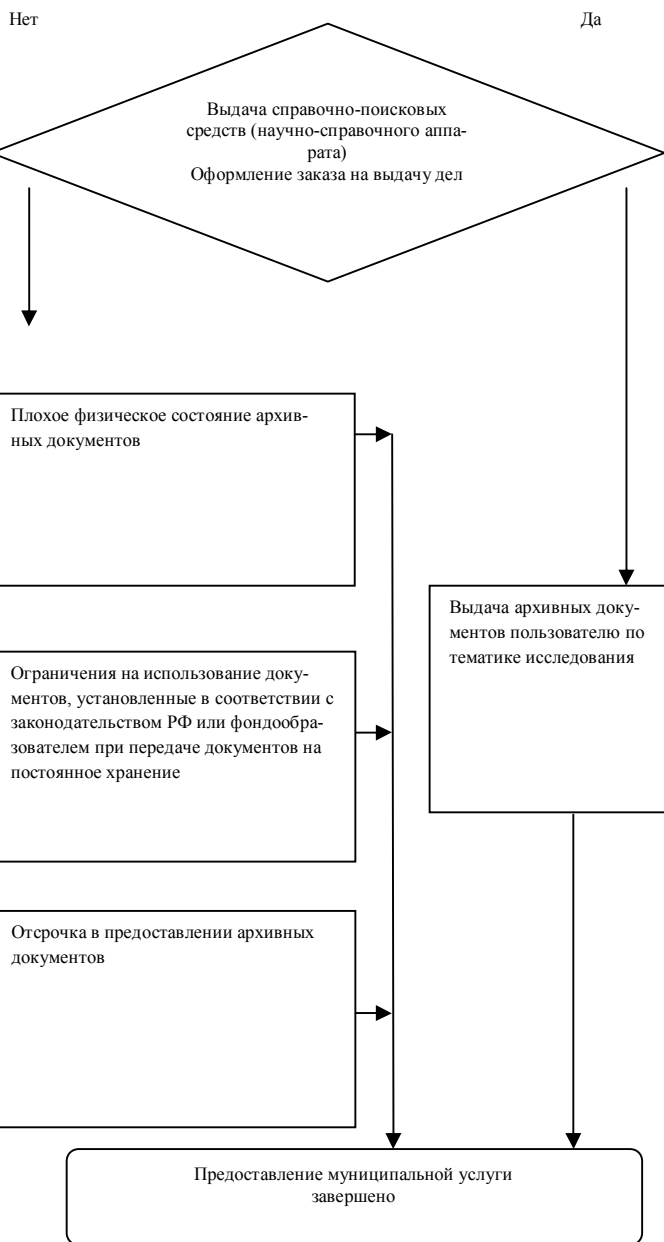 Нет
Да
Выдача справочно-поисковых
средств (научно-справочного аппа-
рата)
Оформление заказа на выдачу дел
Плохое физическое состояние архив-
ных документов
Выдача архивных доку-
ментов пользователю по
тематике исследования
Ограничения на использование доку-
ментов, установленные в соответствии с
законодательством РФ или фондообра-
зователем при передаче документов на
постоянное хранение
Отсрочка в предоставлении архивных
документов
Предоставление муниципальной услуги
завершено